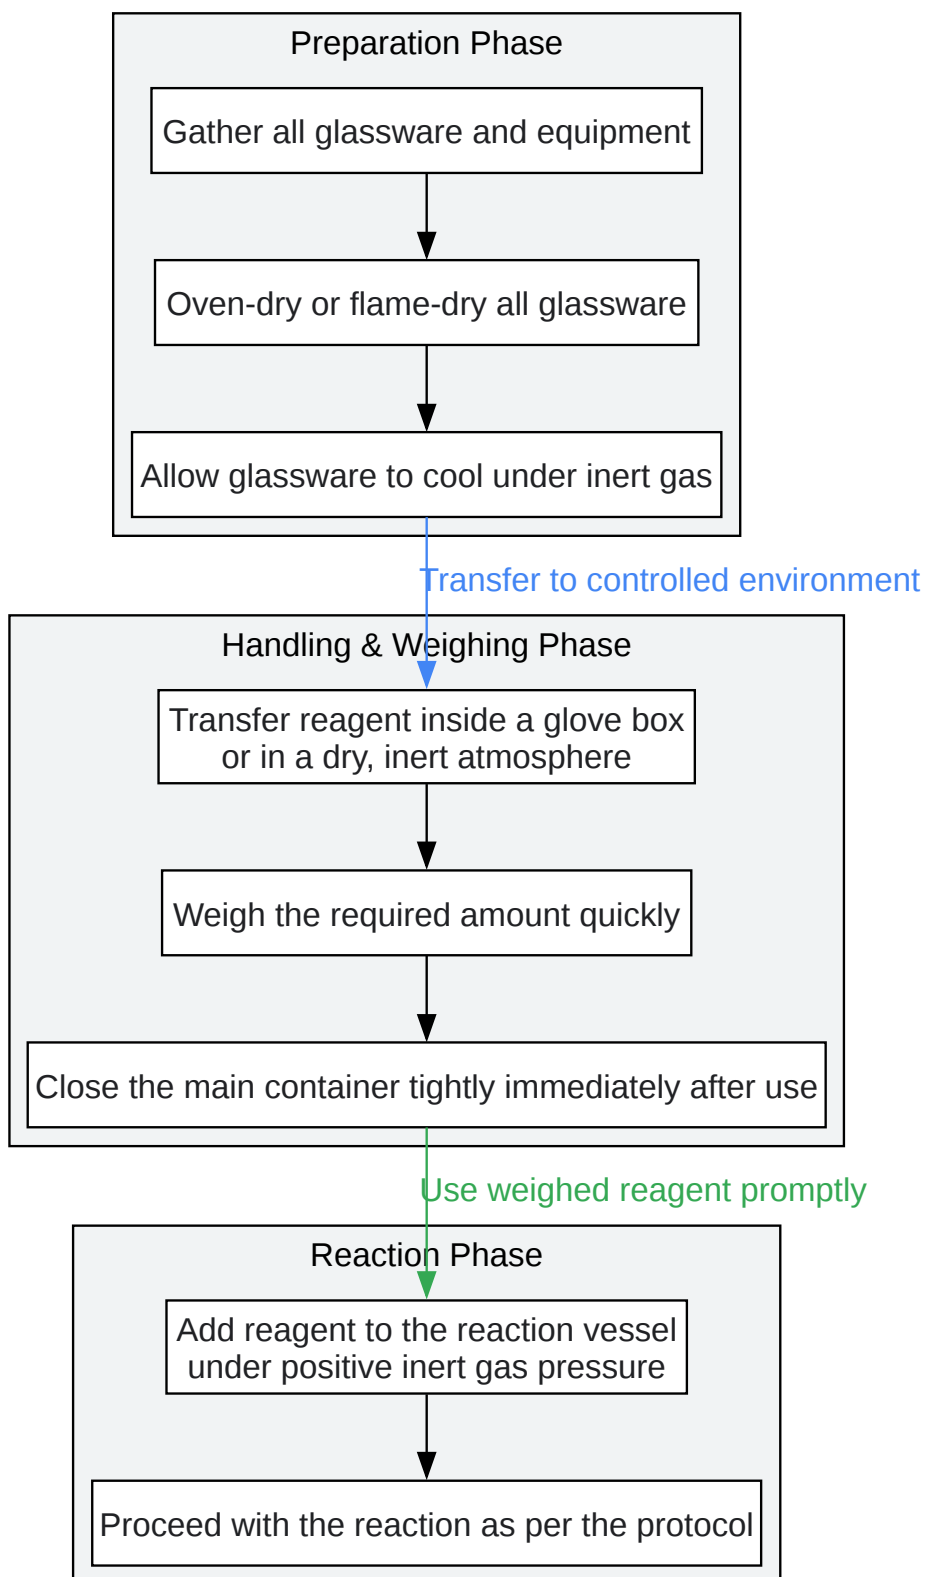 Preparation Phase
Gather all glassware and equipment
Oven-dry or flame-dry all glassware
Allow glassware to cool under inert gas
Transfer to controlled environment
Handling & Weighing Phase
Transfer reagent inside a glove box
or in a dry, inert atmosphere
Weigh the required amount quickly
Close the main container tightly immediately after use
Use weighed reagent promptly
Reaction Phase
Add reagent to the reaction vessel
under positive inert gas pressure
Proceed with the reaction as per the protocol